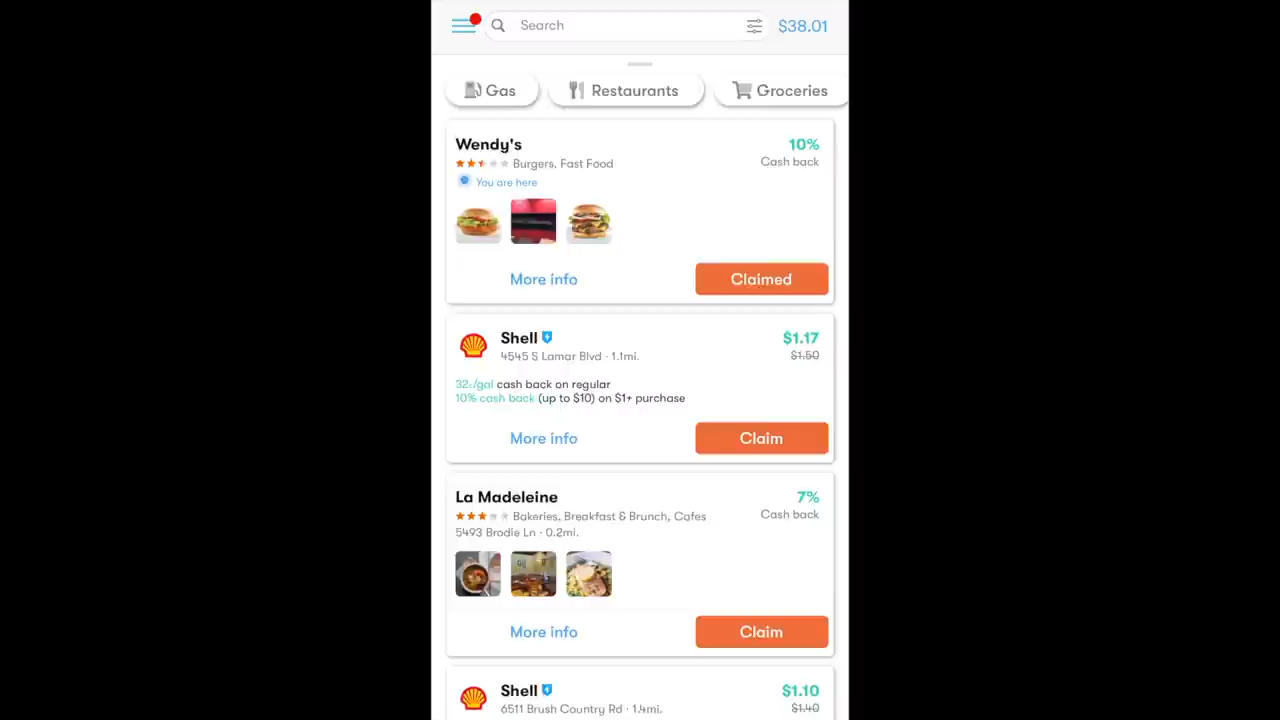 Search
$38.01
Gas
Restaurants
Groceries
Wendy's
10%
Burgers, Fast Food
Cash back
You are here
More info
Claimed
Shell
$1.17
4545 S Lamar Blvd · 1.1mi.
$1.50
32¢/gal cash back on regular
10% cash back (up to $10) on $1+ purchase
More info
Claim
La Madeleine
7%
Bakeries, Breakfast & Brunch, Cafes
Cash back
5493 Brodie Ln · 0.2mi.
More info
Claim
Shell
$1.10
6511 Brush Country Rd · 1.4mi.
$1.40